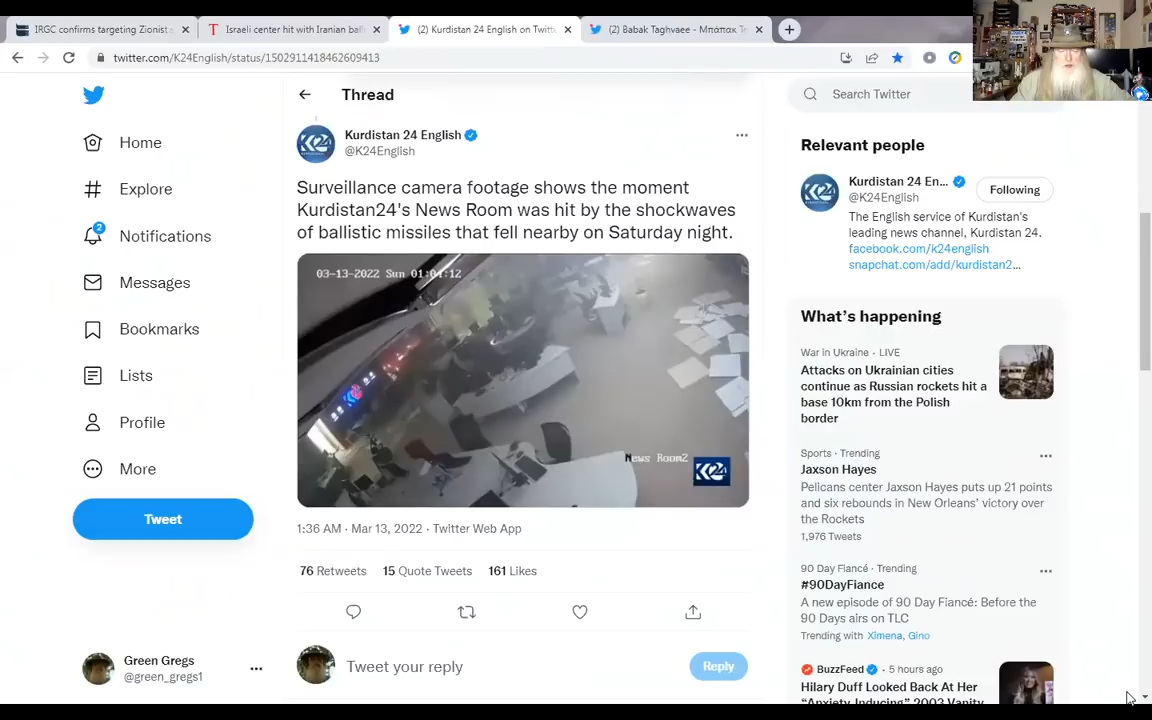 IRGC confirms targeting Zionist s
Israeli center hit with Iranian ball
(2) Kurdistan 24 English on Twitt
(2) Babak Taghvaee - Μπάπακ Τ
twitter.com/K24English/status/1502911418462609413
Thread
Search Twitter
Home
Explore
2
Notifications
Messages
Bookmarks
Lists
Profile
More
Tweet
Green Gregs
@green_gregs1
Kurdistan 24 English
@K24English
Surveillance camera footage shows the moment
Kurdistan24's News Room was hit by the shockwaves
of ballistic missiles that fell nearby on Saturday night.
03-13-2022 Sun 01:04:12
News Room2
K24
1:36 AM · Mar 13, 2022 · Twitter Web App
76 Retweets 15 Quote Tweets 161 Likes
Tweet your reply
Reply
Relevant people
Kurdistan 24 En...
@K24English
Following
The English service of Kurdistan's
leading news channel, Kurdistan 24.
facebook.com/k24english
snapchat.com/add/kurdistan2...
What's happening
War in Ukraine · LIVE
Attacks on Ukrainian cities
continue as Russian rockets hit a
base 10km from the Polish
border
Sports · Trending
Jaxson Hayes
Pelicans center Jaxson Hayes puts up 21 points
and six rebounds in New Orleans' victory over
the Rockets
1,976 Tweets
90 Day Fiancé · Trending
#90DayFiance
A new episode of 90 Day Fiancé: Before the
90 Days airs on TLC
Trending with Ximena, Gino
BuzzFeed · 5 hours ago
Hilary Duff Looked Back At Her
"Anxiety-Inducing" 2003 Vanity